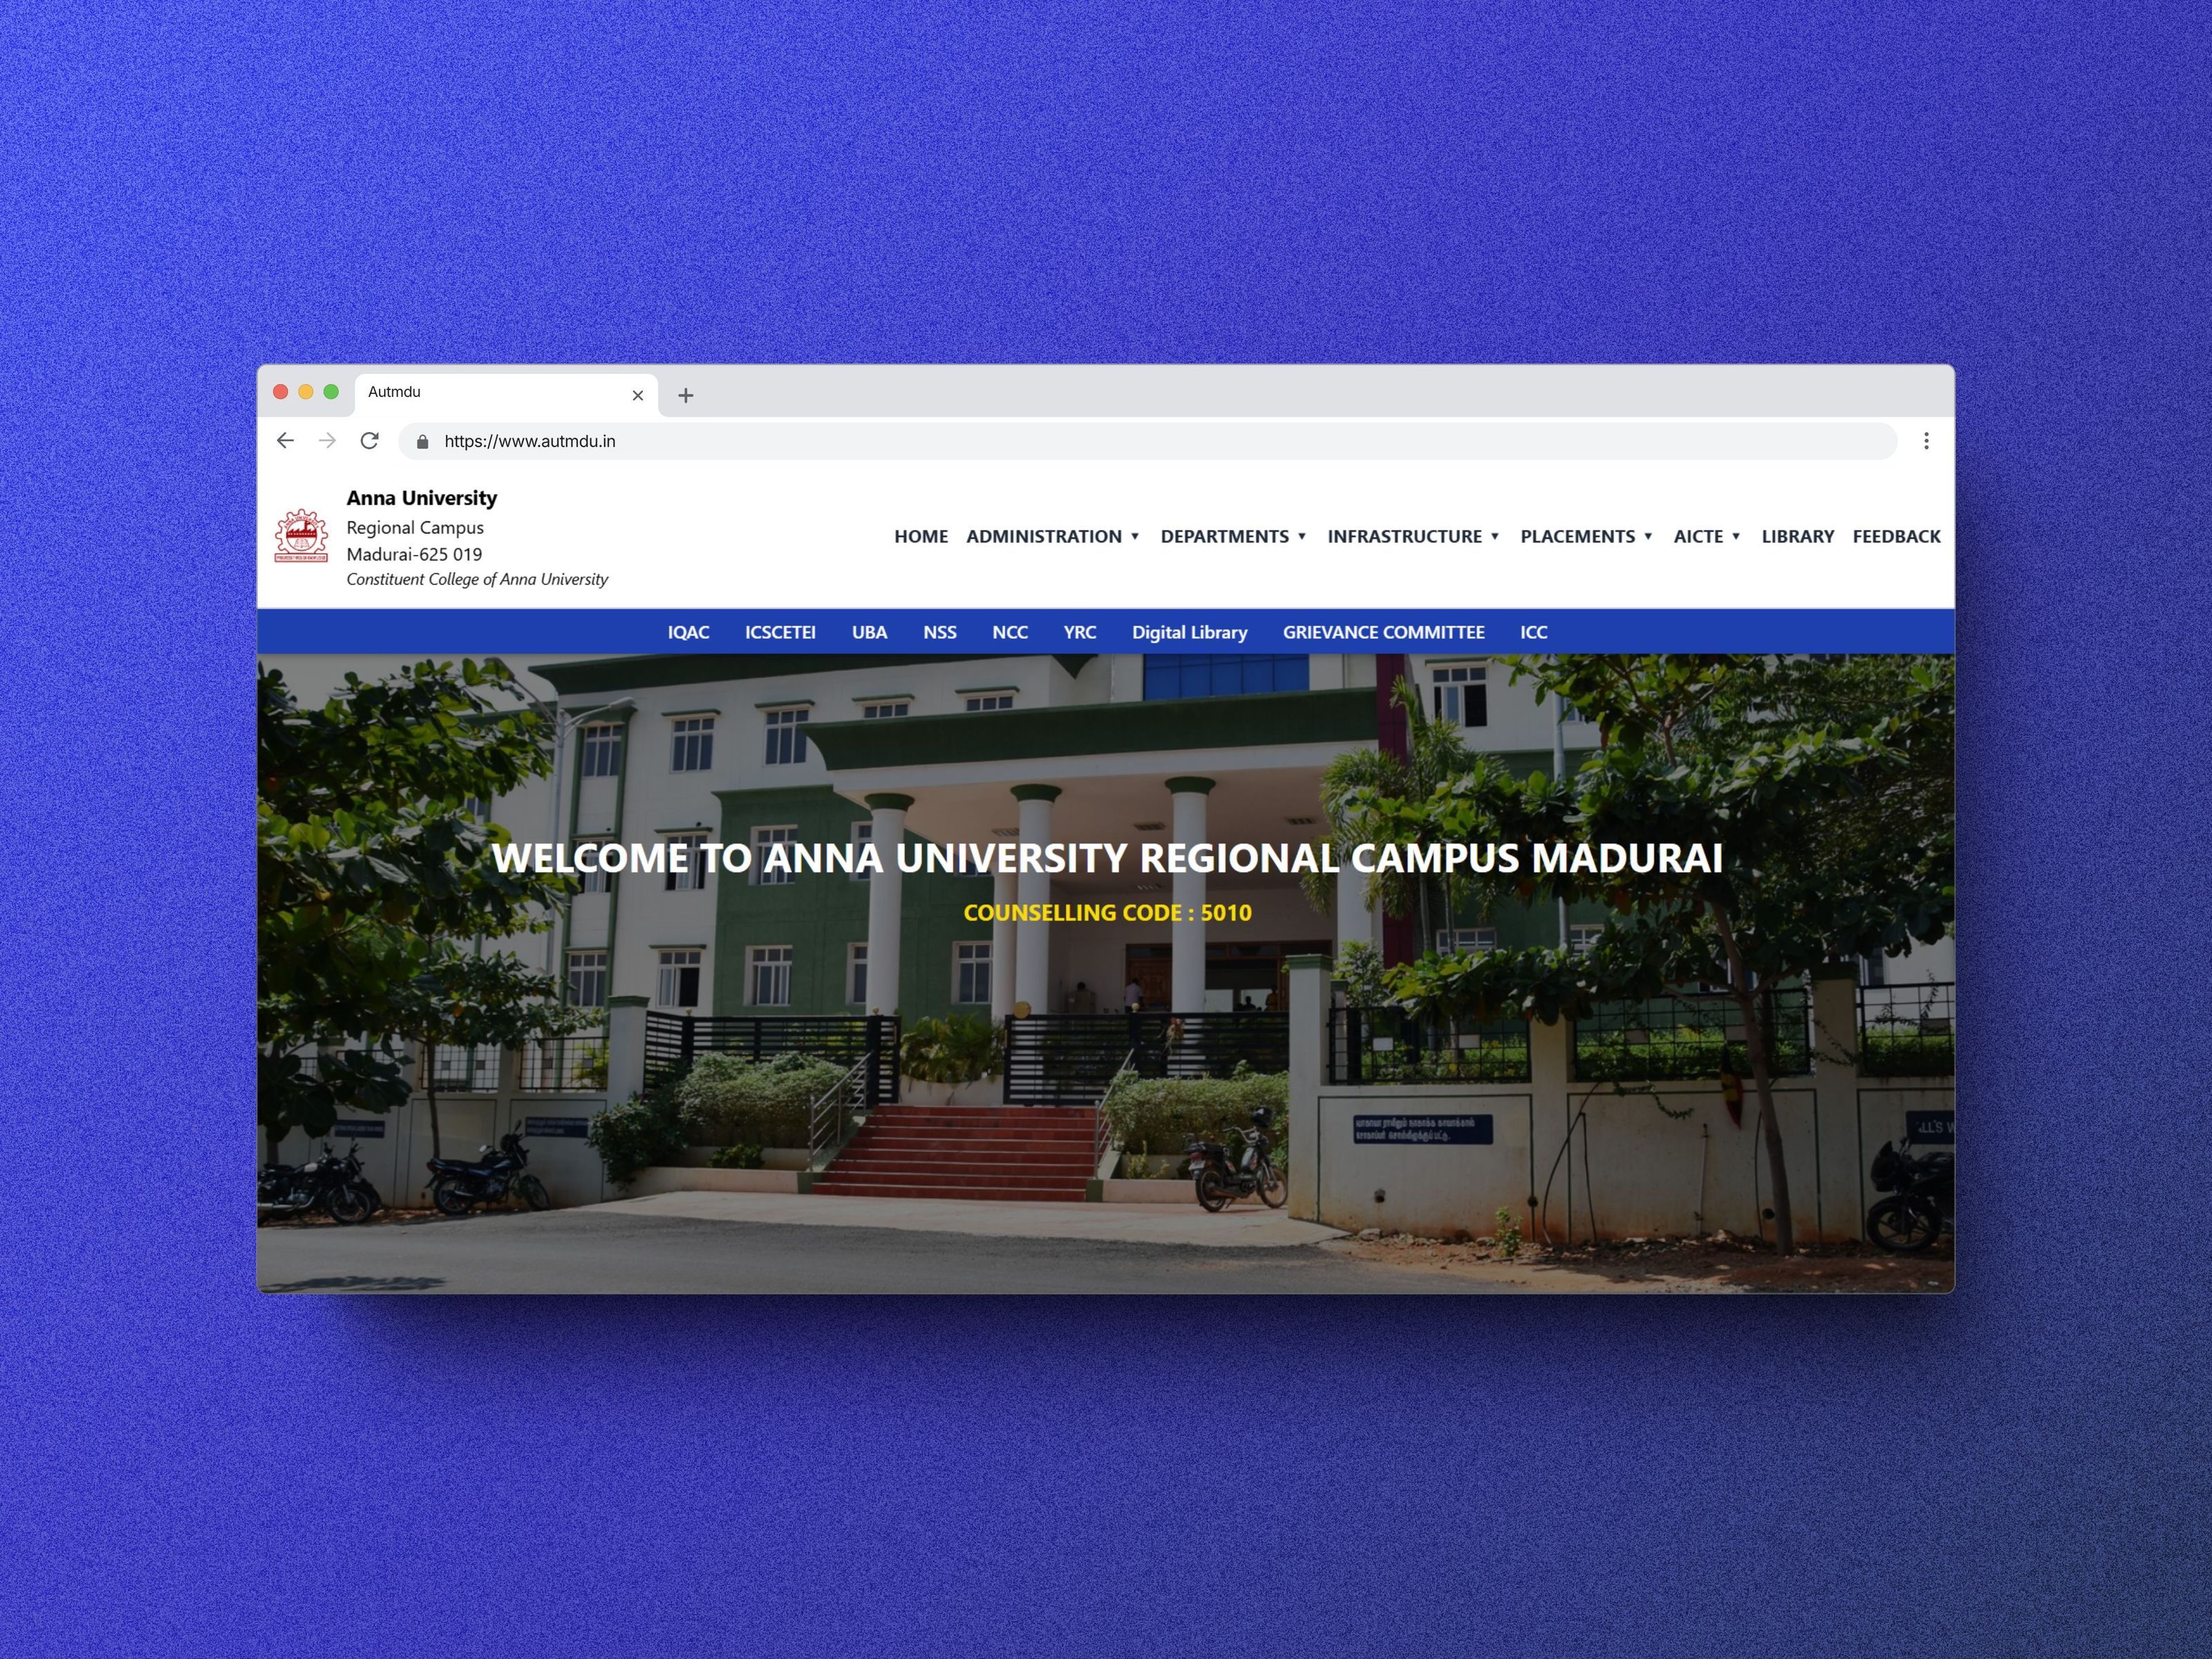 Autmdu
https://www.autmdu.in
Anna University
Regional Campus
Madurai-625 019
Constituent College of Anna University
HOME ADMINISTRATION ▼ DEPARTMENTS ▼ INFRASTRUCTURE ▼ PLACEMENTS ▼ AICTE ▼ LIBRARY FEEDBACK
IQAC ICSCETEI UBA NSS NCC YRC Digital Library GRIEVANCE COMMITTEE ICC
WELCOME TO ANNA UNIVERSITY REGIONAL CAMPUS MADURAI
COUNSELLING CODE : 5010